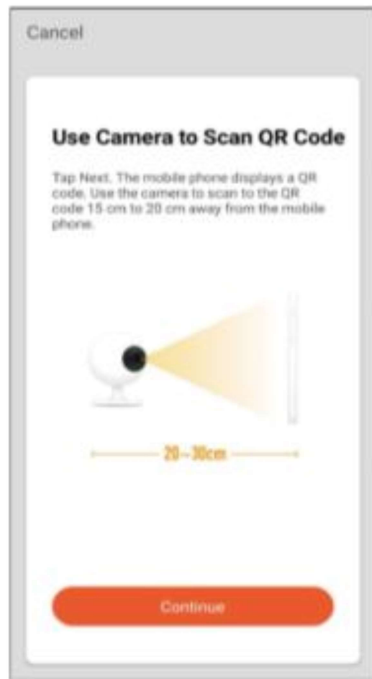 Cancel
Use Camera to Scan QR Code
Tap Next. The mobile phone displays a QR
code. Use the camera to scan to the QR
code 15 cm to 20 cm away from the mobile
phone.
20~30cm
Continue